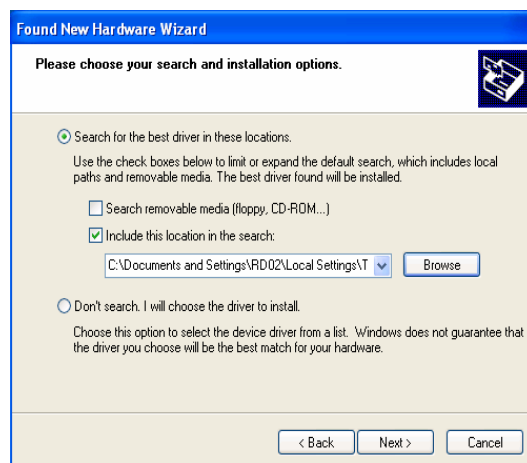 Found New Hardware Wizard
Please choose your search and installation options.
Search for the best driver in these locations.
Use the check boxes below to limit or expand the default search, which includes local
paths and removable media. The best driver found will be installed.
Search removable media (floppy, CD-ROM...)
Include this location in the search:
C:\Documents and Settings\RD02\Local Settings\T
Browse
Don't search. I will choose the driver to install.
Choose this option to select the device driver from a list. Windows does not guarantee that
the driver you choose will be the best match for your hardware.
< Back
Next >
Cancel